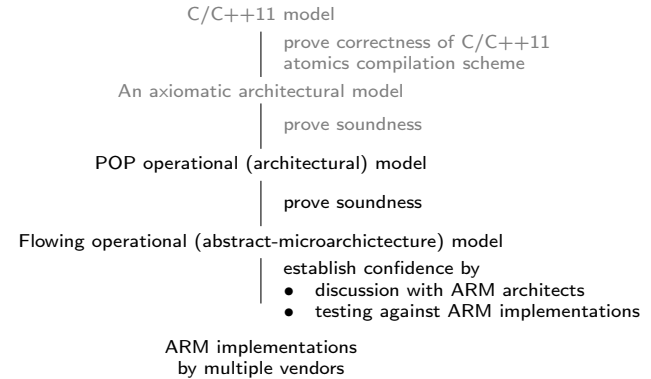 C/C++11 model
prove correctness of C/C++11
atomics compilation scheme
An axiomatic architectural model
prove soundness
POP operational (architectural) model
prove soundness
Flowing operational (abstract-microarchictecture) model
establish confidence by
• discussion with ARM architects
• testing against ARM implementations
ARM implementations
by multiple vendors